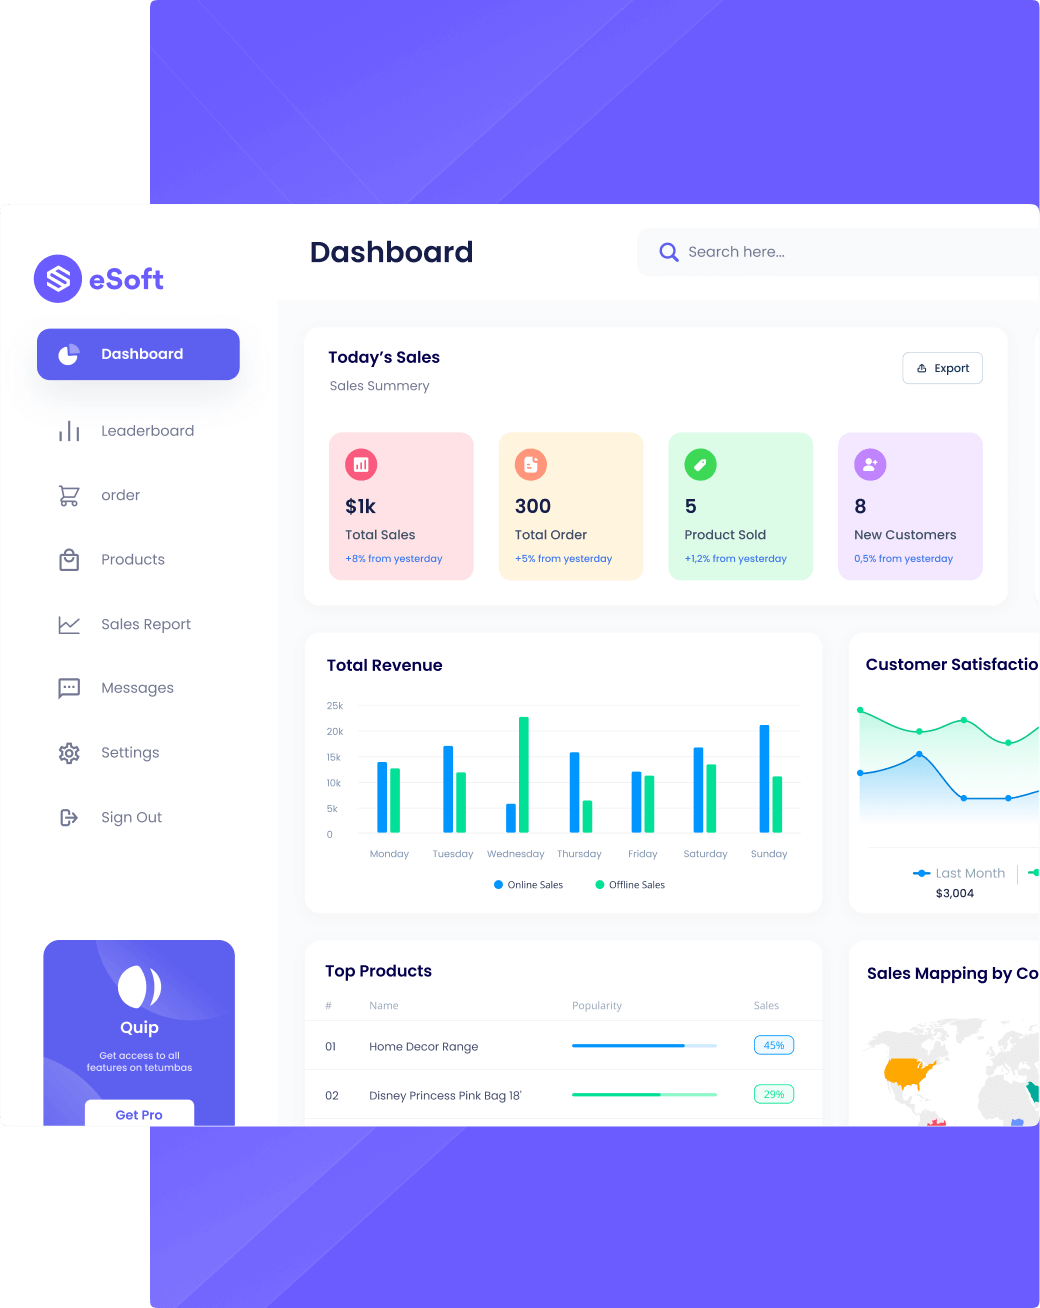 eSoft
Dashboard
Search here...
Dashboard
Leaderboard
order
Products
Sales Report
Messages
Settings
Sign Out
Quip
Get access to all
features on tetumbas
Get Pro
Today's Sales
Sales Summery
Export
$1k
Total Sales
+8% from yesterday
300
Total Order
+5% from yesterday
5
Product Sold
+1,2% from yesterday
8
New Customers
0,5% from yesterday
Total Revenue
25k
20k
15k
10k
5k
0
Monday Tuesday Wednesday Thursday Friday Saturday Sunday
Online Sales Offline Sales
Customer Satisfactio
Last Month
$3,004
Top Products
# Name Popularity Sales
01 Home Decor Range 45%
02 Disney Princess Pink Bag 18' 29%
Sales Mapping by Co